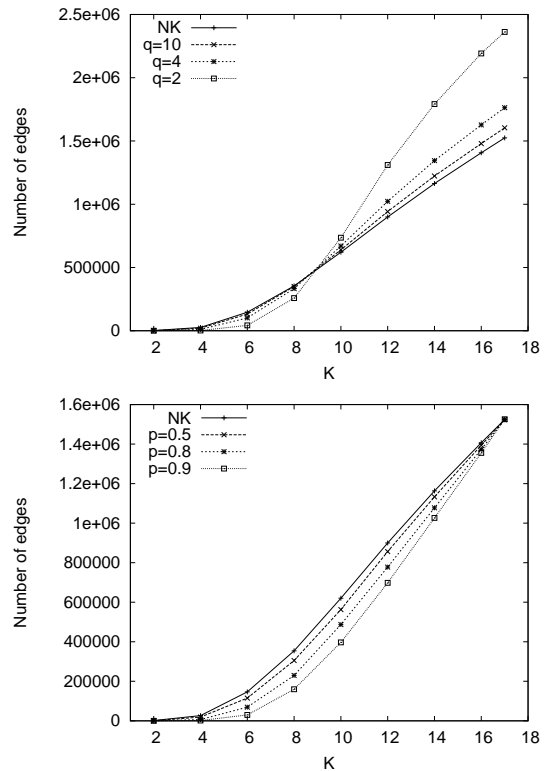 NK
q=10
q=4
q=2
Number of edges
2.5e+06
2e+06
1.5e+06
1e+06
500000
0
2 4 6 8 10 12 14 16 18
K
NK
p=0.5
p=0.8
p=0.9
Number of edges
1.6e+06
1.4e+06
1.2e+06
1e+06
800000
600000
400000
200000
0
2 4 6 8 10 12 14 16 18
K